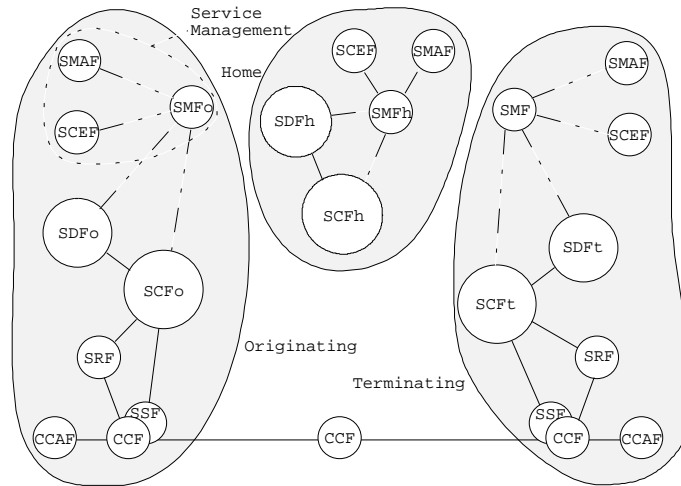 Service
Management
SMAF
SMFo
SCEF
SDFo
SCFo
SRF
SSF
CCAF
CCF
Originating
Home
SCEF
SMAF
SDFh
SMFh
SCFh
CCF
Terminating
SMF
SMAF
SCEF
SDFt
SCFt
SRF
SSF
CCF
CCAF